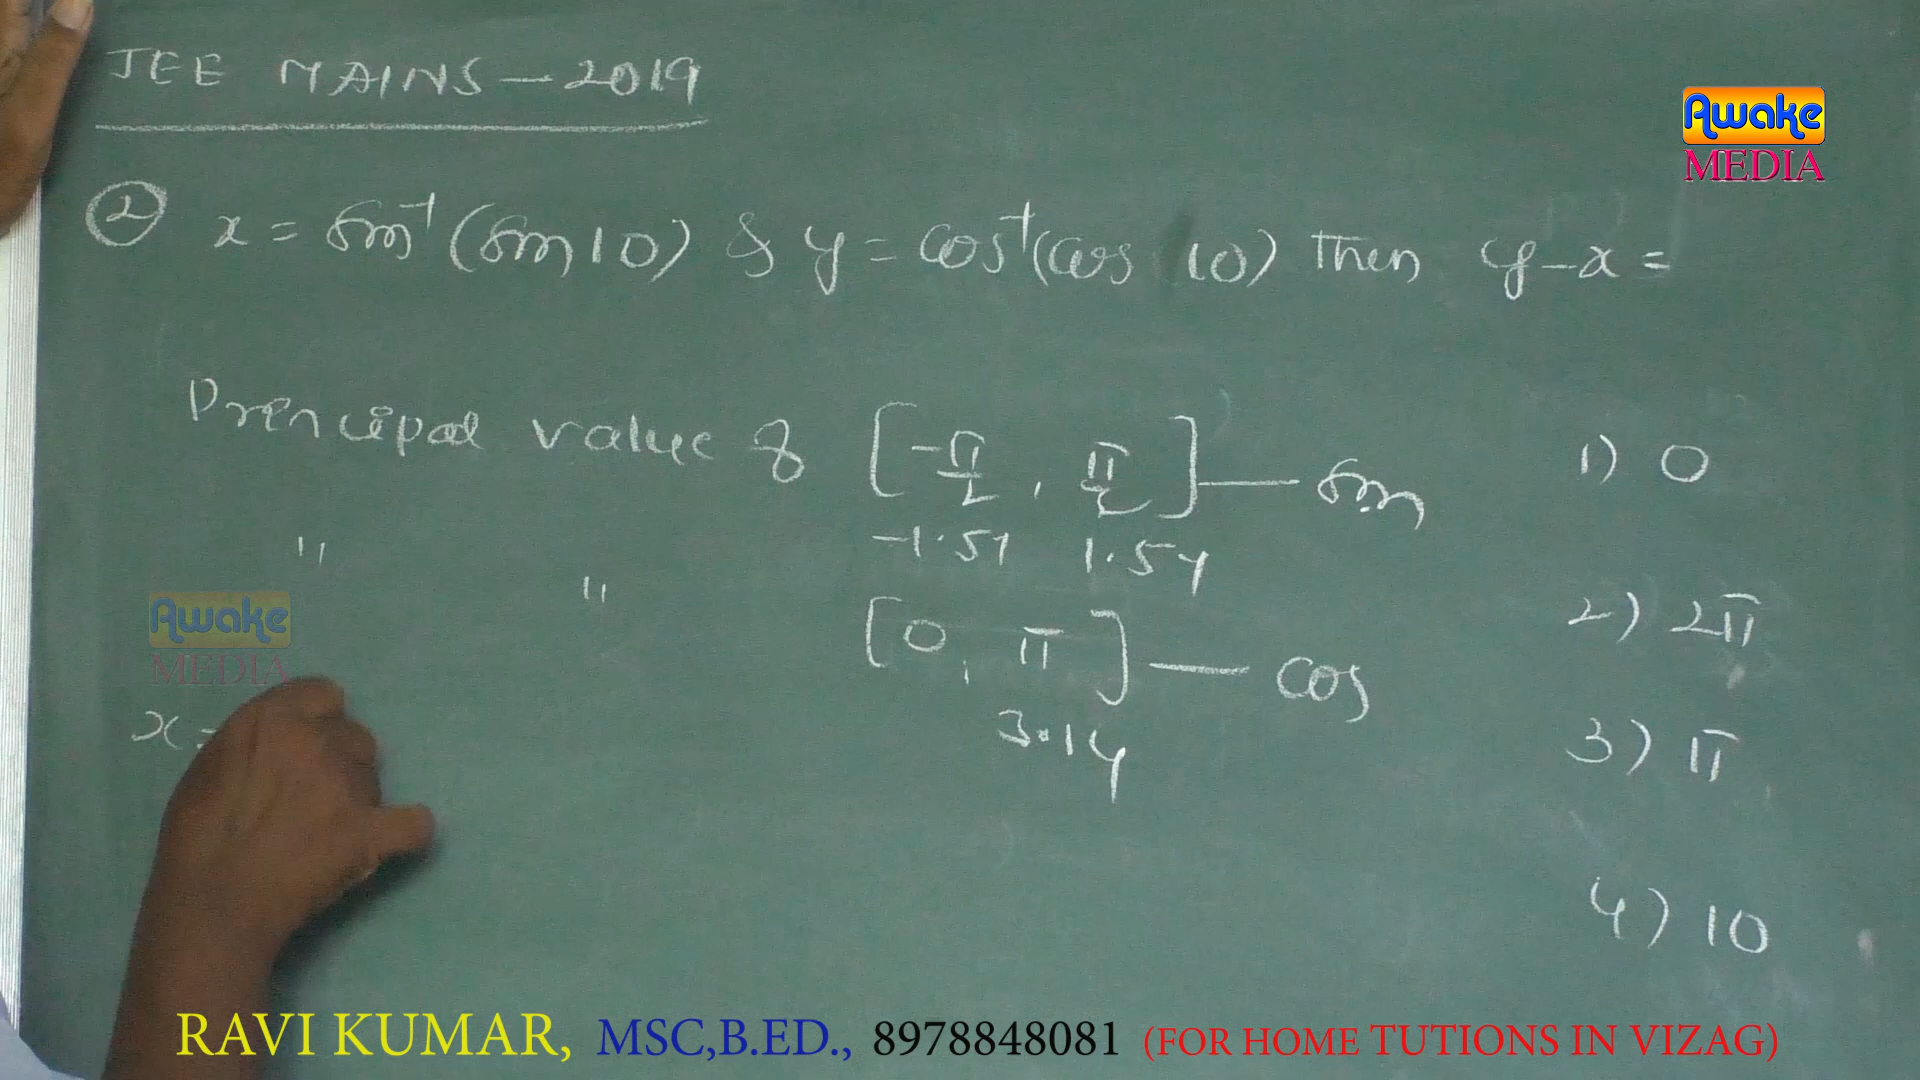 JEE MAINS - 2019
Awake
MEDIA
② x = Sin⁻¹(Sin 10) & y = cos⁻¹(cos 10) Then y - x =
Principal value of [-π/2, π/2] — Sin
-1.57 1.57
1) 0
" " [0, π] — cos
3.14
2) 2π
Awake
MEDIA
x =
3) π
4) 10
RAVI KUMAR, MSC,B.ED., 8978848081 (FOR HOME TUTIONS IN VIZAG)